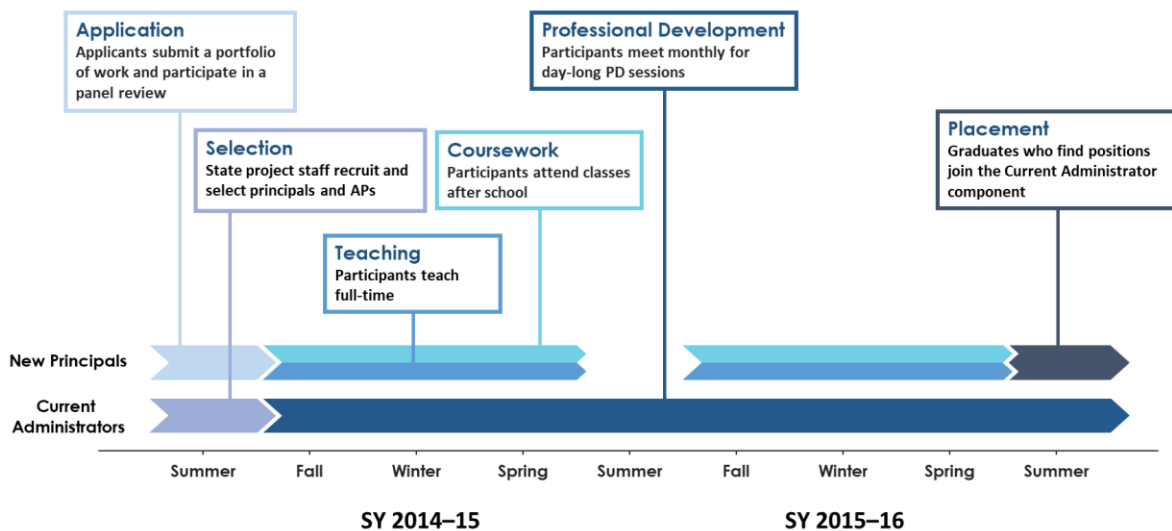 Application
Applicants submit a portfolio
of work and participate in a
panel review
Professional Development
Participants meet monthly for
day-long PD sessions
Selection
State project staff recruit and
select principals and APs
Coursework
Participants attend classes
after school
Placement
Graduates who find positions
join the Current Administrator
component
Teaching
Participants teach
full-time
New Principals
Current
Administrators
Summer Fall Winter Spring Summer Fall Winter Spring Summer
SY 2014–15 SY 2015–16